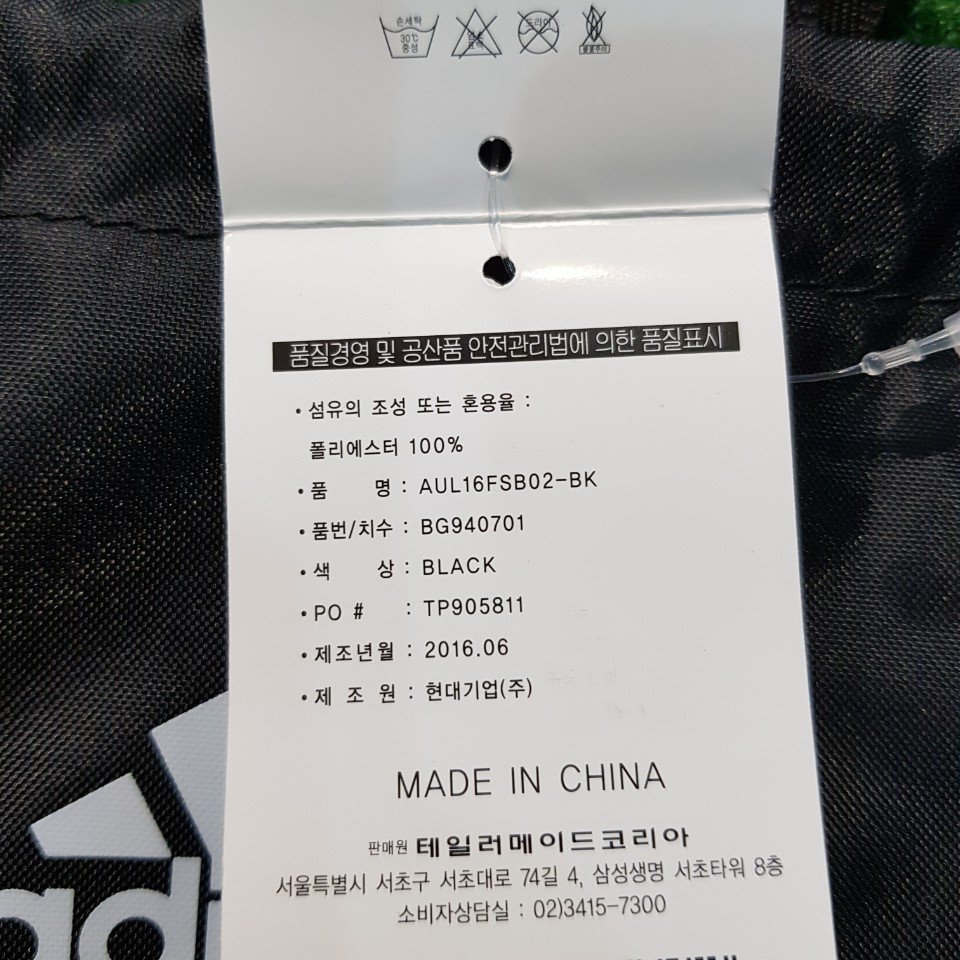 손세탁
30℃
중성
드라이
품질경영 및 공산품 안전관리법에 의한 품질표시
• 섬유의 조성 또는 혼용율 :
폴리에스터 100%
• 품 명 : AUL16FSB02-BK
• 품번/치수 : BG940701
• 색 상 : BLACK
• PO # : TP905811
• 제조년월 : 2016.06
• 제 조 원 : 현대기업(주)
MADE IN CHINA
판매원 테일러메이드코리아
서울특별시 서초구 서초대로 74길 4, 삼성생명 서초타워 8층
소비자상담실 : 02)3415-7300